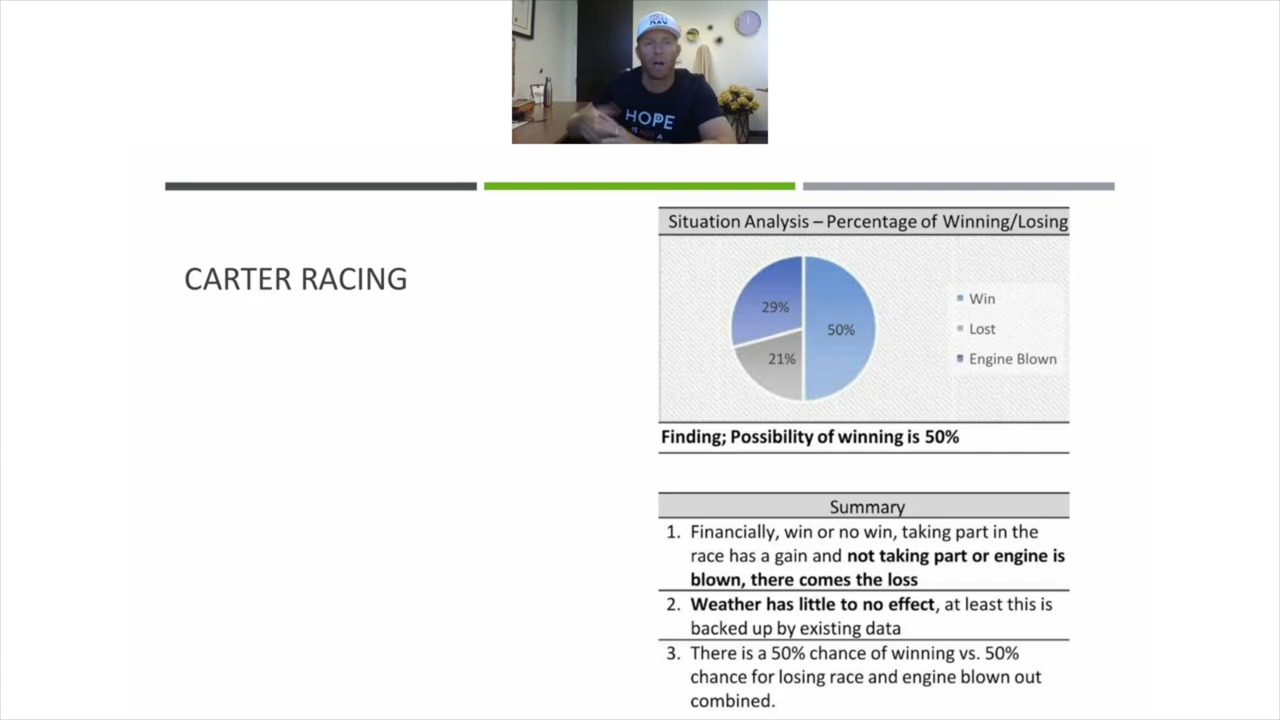 HOPE
IS NOT A
CARTER RACING
Situation Analysis – Percentage of Winning/Losing
29%
50%
21%
Win
Lost
Engine Blown
Finding; Possibility of winning is 50%
Summary
1. Financially, win or no win, taking part in the
race has a gain and not taking part or engine is
blown, there comes the loss
2. Weather has little to no effect, at least this is
backed up by existing data
3. There is a 50% chance of winning vs. 50%
chance for losing race and engine blown out
combined.